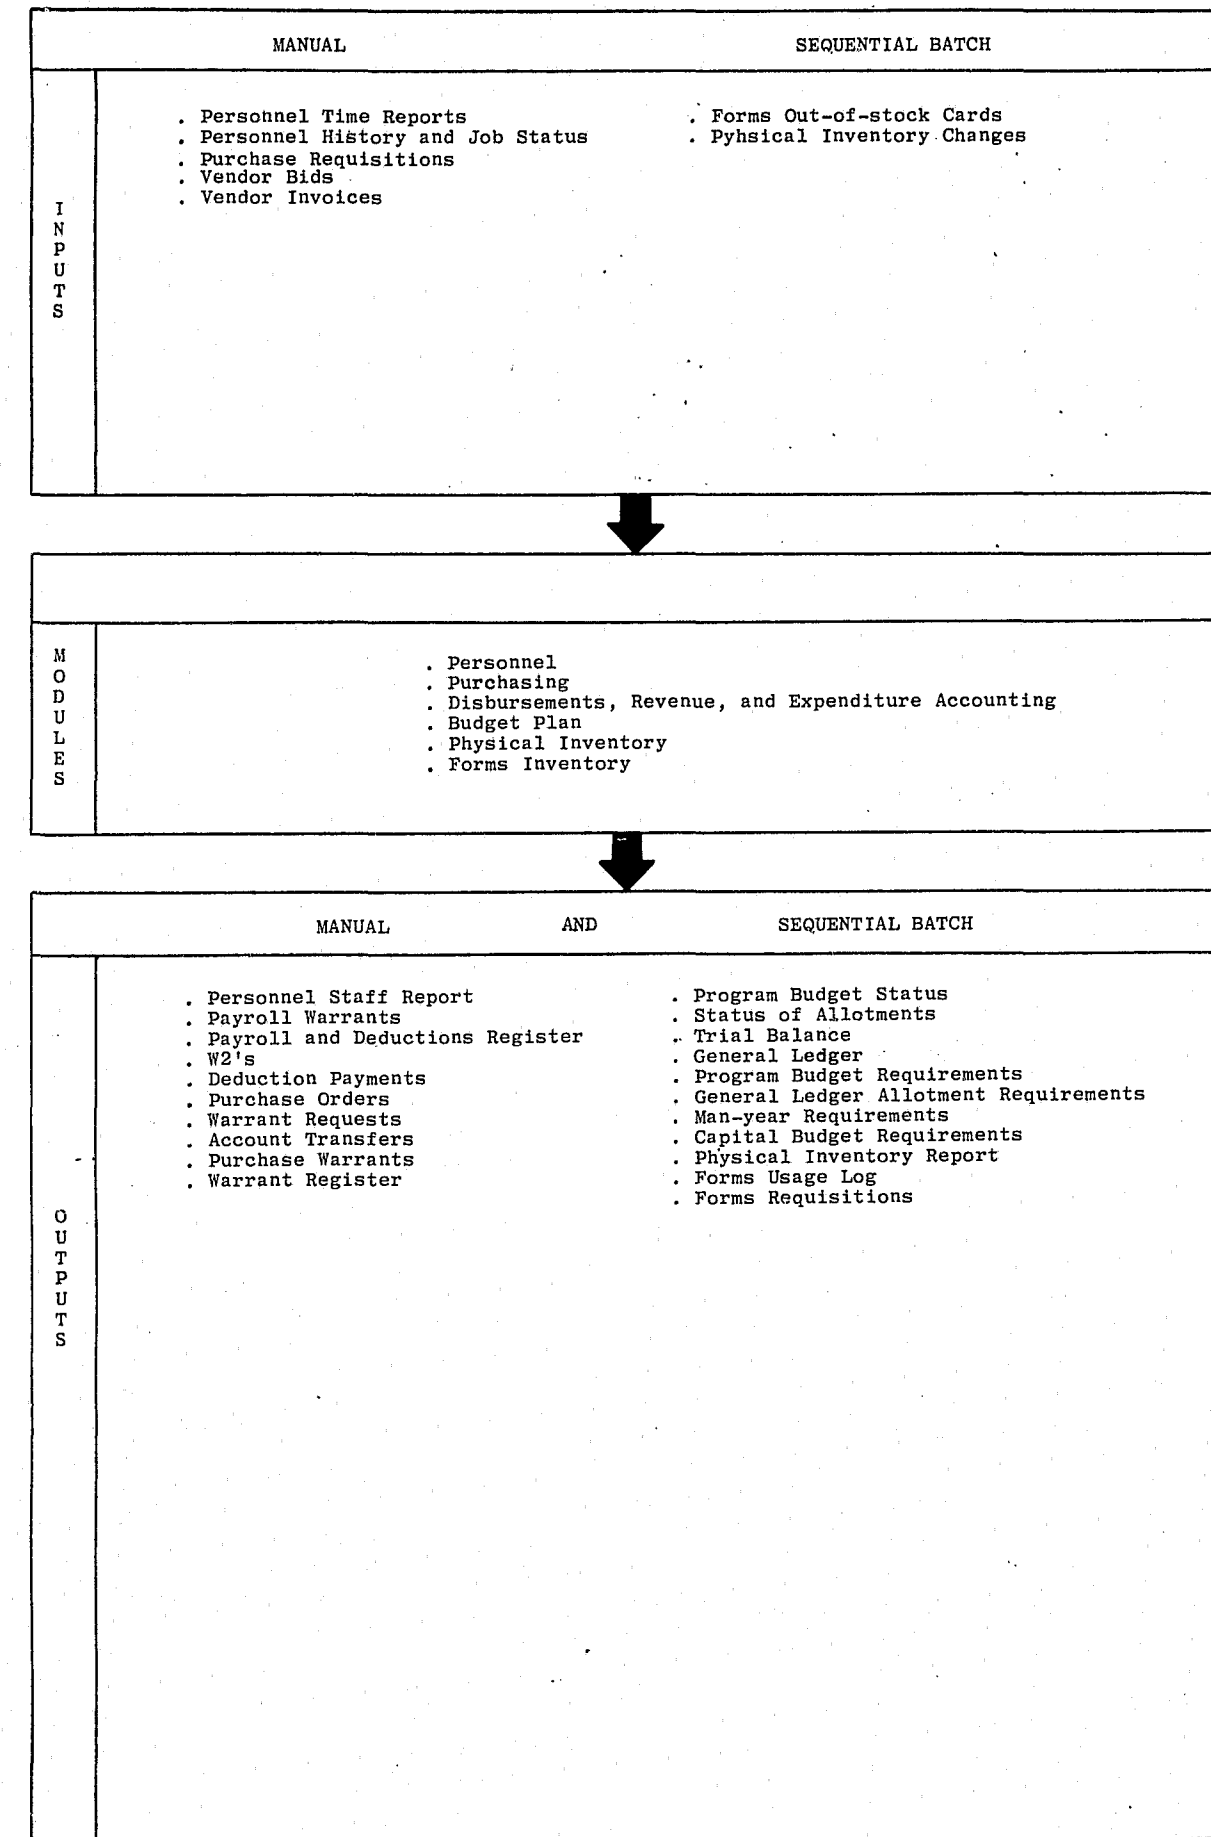 MANUAL SEQUENTIAL BATCH
INPUTS
. Personnel Time Reports
. Personnel History and Job Status
. Purchase Requisitions
. Vendor Bids
. Vendor Invoices
. Forms Out-of-stock Cards
. Pyhsical Inventory Changes
MODULES
. Personnel
. Purchasing
. Disbursements, Revenue, and Expenditure Accounting
. Budget Plan
. Physical Inventory
. Forms Inventory
MANUAL AND SEQUENTIAL BATCH
OUTPUTS
. Personnel Staff Report
. Payroll Warrants
. Payroll and Deductions Register
. W2's
. Deduction Payments
. Purchase Orders
. Warrant Requests
. Account Transfers
. Purchase Warrants
. Warrant Register
. Program Budget Status
. Status of Allotments
. Trial Balance
. General Ledger
. Program Budget Requirements
. General Ledger Allotment Requirements
. Man-year Requirements
. Capital Budget Requirements
. Physical Inventory Report
. Forms Usage Log
. Forms Requisitions